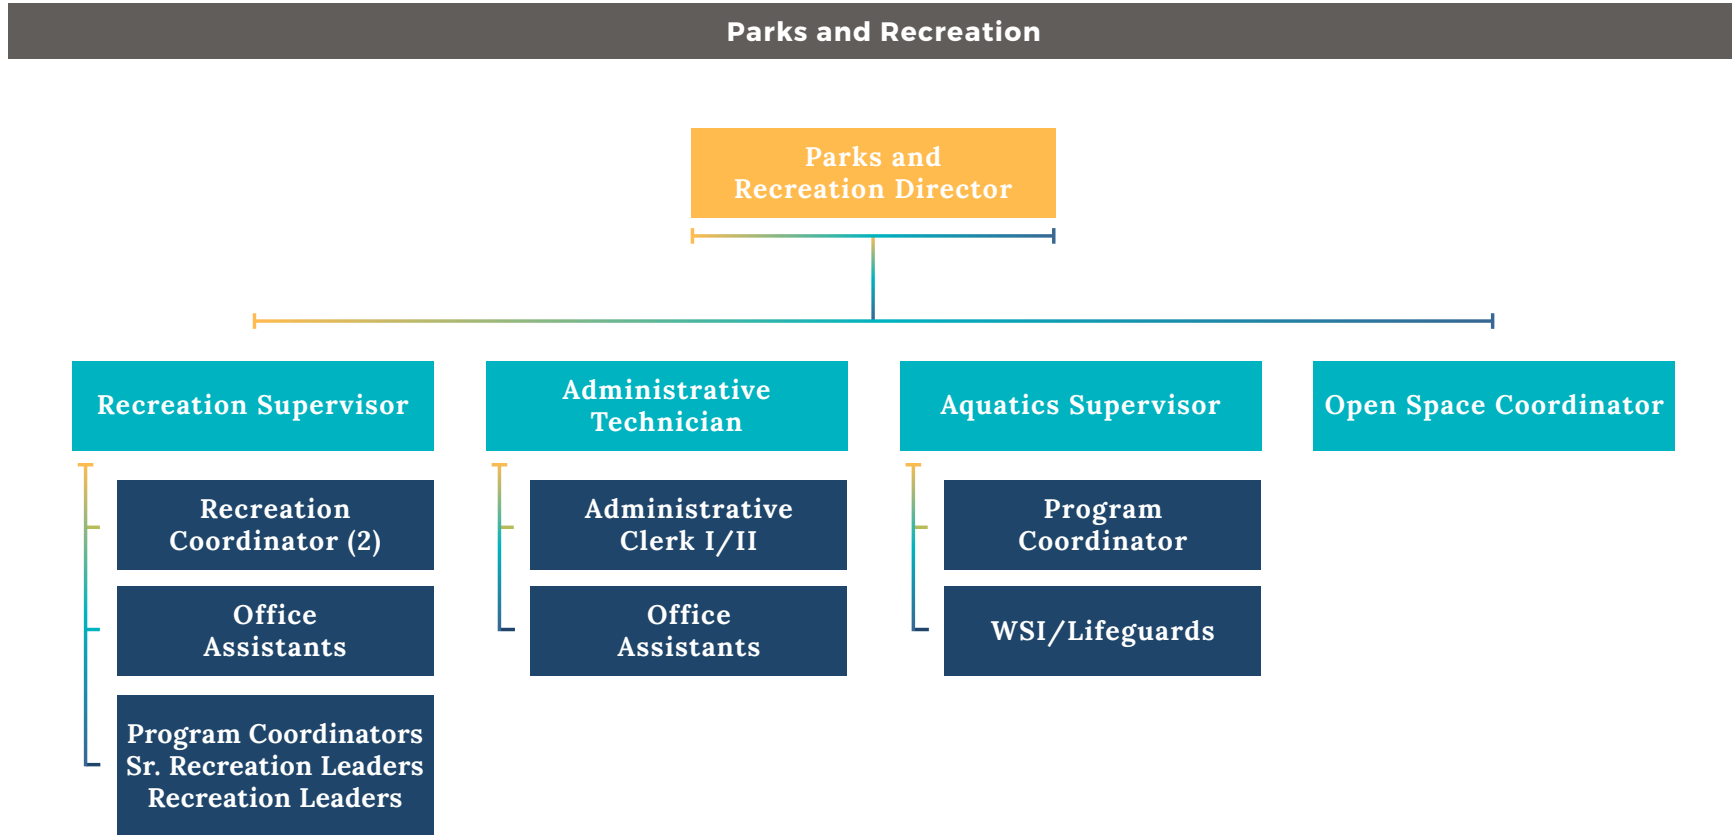 Parks and Recreation
Parks and
Recreation Director
Recreation Supervisor
Administrative
Technician
Aquatics Supervisor
Open Space Coordinator
Recreation
Coordinator (2)
Office
Assistants
Program Coordinators
Sr. Recreation Leaders
Recreation Leaders
Administrative
Clerk I/II
Office
Assistants
Program
Coordinator
WSI/Lifeguards